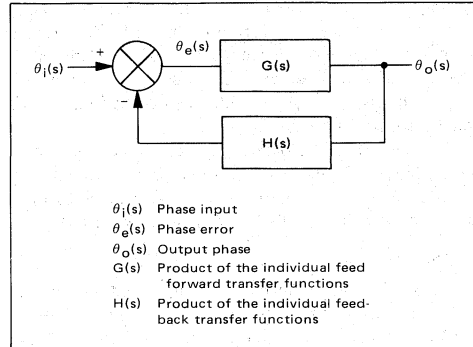 θe(s)
+
θi(s)
G(s)
θo(s)
−
H(s)
θi(s) Phase input
θe(s) Phase error
θo(s) Output phase
G(s) Product of the individual feed
forward transfer functions
H(s) Product of the individual feed-
back transfer functions